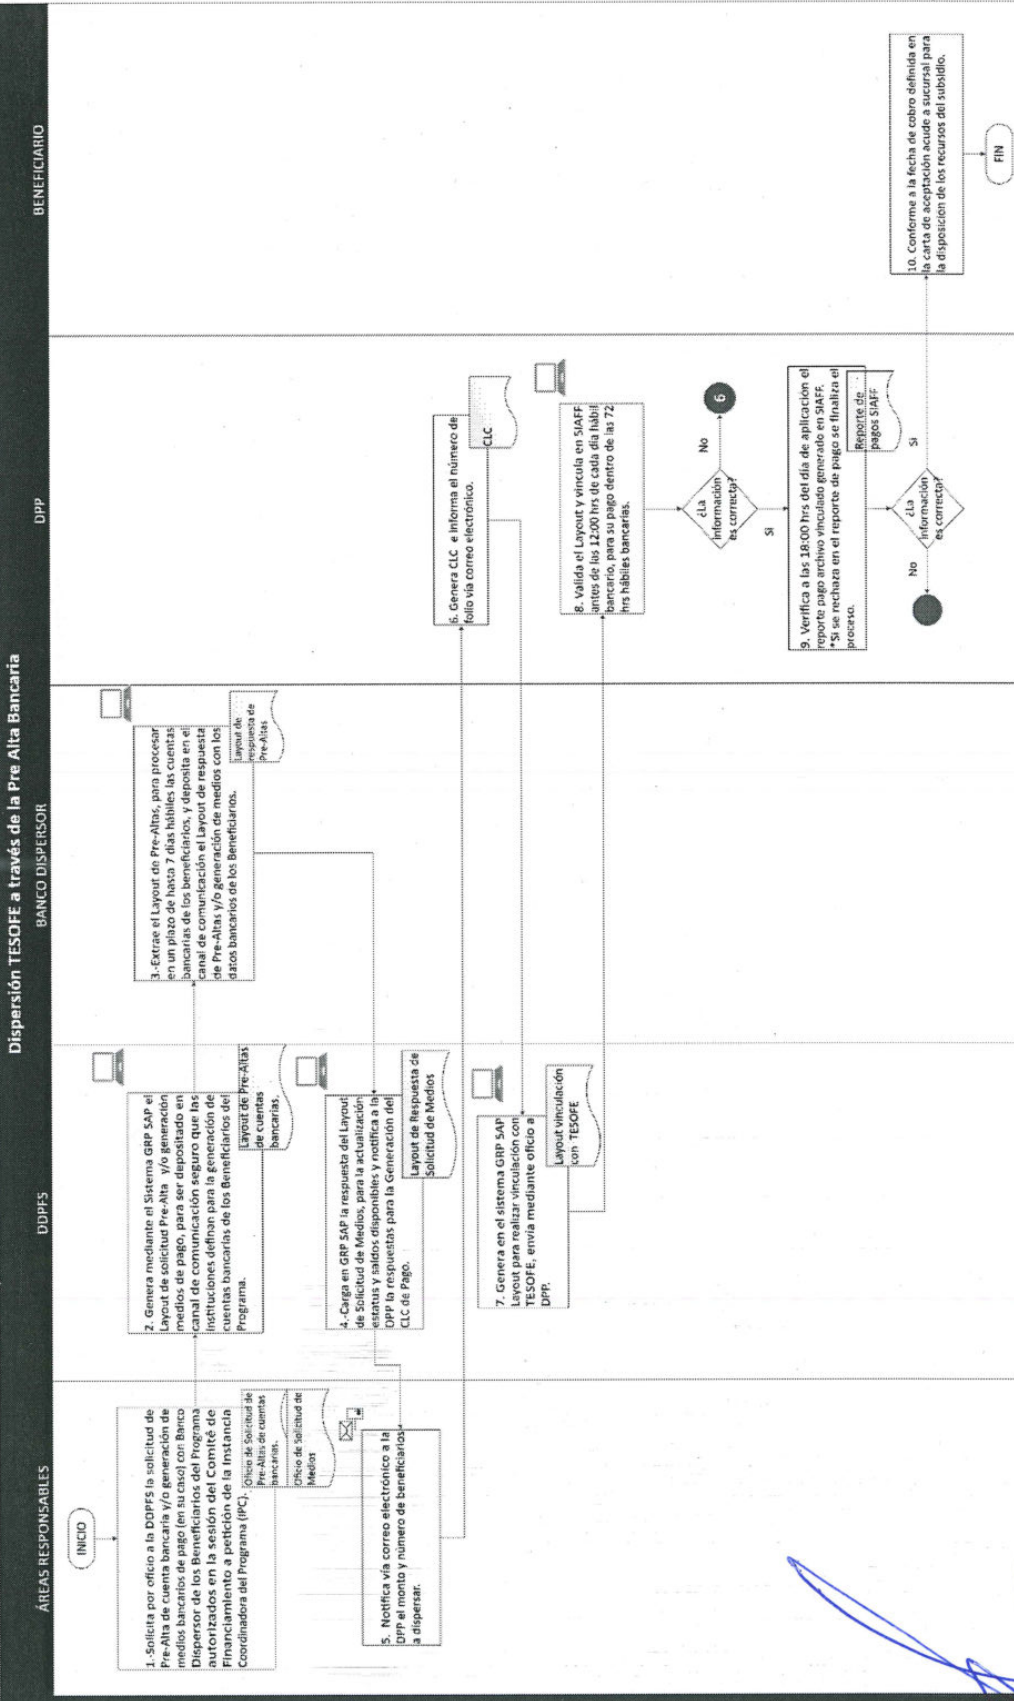 Dispersión TESOFE a través de la Pre Alta Bancaria
ÁREAS RESPONSABLES
DDPFS
BANCO DISPERSOR
DPP
BENEFICIARIO
INICIO
1.-Solicita por oficio a la DDPFS la solicitud de
Pre-Alta de cuenta bancaria y/o generación de
medios bancarios de pago (en su caso) con Banco
Dispersor de los Beneficiarios del Programa
autorizados en la sesión del Comité de
Financiamiento a petición de la Instancia
Coordinadora del Programa (IPC).
Oficio de Solicitud de
Pre-Altas de cuentas
bancarias.
Oficio de Solicitud de
Medios
2. Genera mediante el Sistema GRP SAP el
Layout de solicitud Pre-Alta y/o generación
medios de pago, para ser depositado en
canal de comunicación seguro que las
instituciones definan para la generación de
cuentas bancarias de los Beneficiarios del
Programa.
Layout de Pre-Altas
de cuentas
bancarias.
3.-Extrae el Layout de Pre-Altas, para procesar
en un plazo de hasta 7 días hábiles las cuentas
bancarias de los beneficiarios, y deposita en el
canal de comunicación el Layout de respuesta
de Pre-Altas y/o generación de medios con los
datos bancarios de los Beneficiarios.
Layout de
respuesta de
Pre-Altas
4.-Carga en GRP SAP la respuesta del Layout
de Solicitud de Medios, para la actualización
estatus y saldos disponibles y notifica a la
DPP la respuestas para la Generación del
CLC de Pago.
Layout de Respuesta de
Solicitud de Medios
5. Notifica vía correo electrónico a la
DPP el monto y número de beneficiarios
a dispersar.
6. Genera CLC e informa el número de
folio vía correo electrónico.
CLC
7. Genera en el sistema GRP SAP
Layout para realizar vinculación con
TESOFE, envía mediante oficio a
DPP.
Layout vinculación
con TESOFE
8. Valida el Layout y vincula en SIAFF
antes de las 12:00 hrs de cada día hábil
bancario, para su pago dentro de las 72
hrs hábiles bancarias.
¿La
información
es correcta?
No
6
Si
9. Verifica a las 18:00 hrs del día de aplicación el
reporte pago archivo vinculado generado en SIAFF.
*Si se rechaza en el reporte de pago se finaliza el
proceso.
Reporte de
pagos SIAFF
¿La
información
es correcta?
No
Si
10. Conforme a la fecha de cobro definida en
la carta de aceptación acude a sucursal para
la disposición de los recursos del subsidio.
FIN